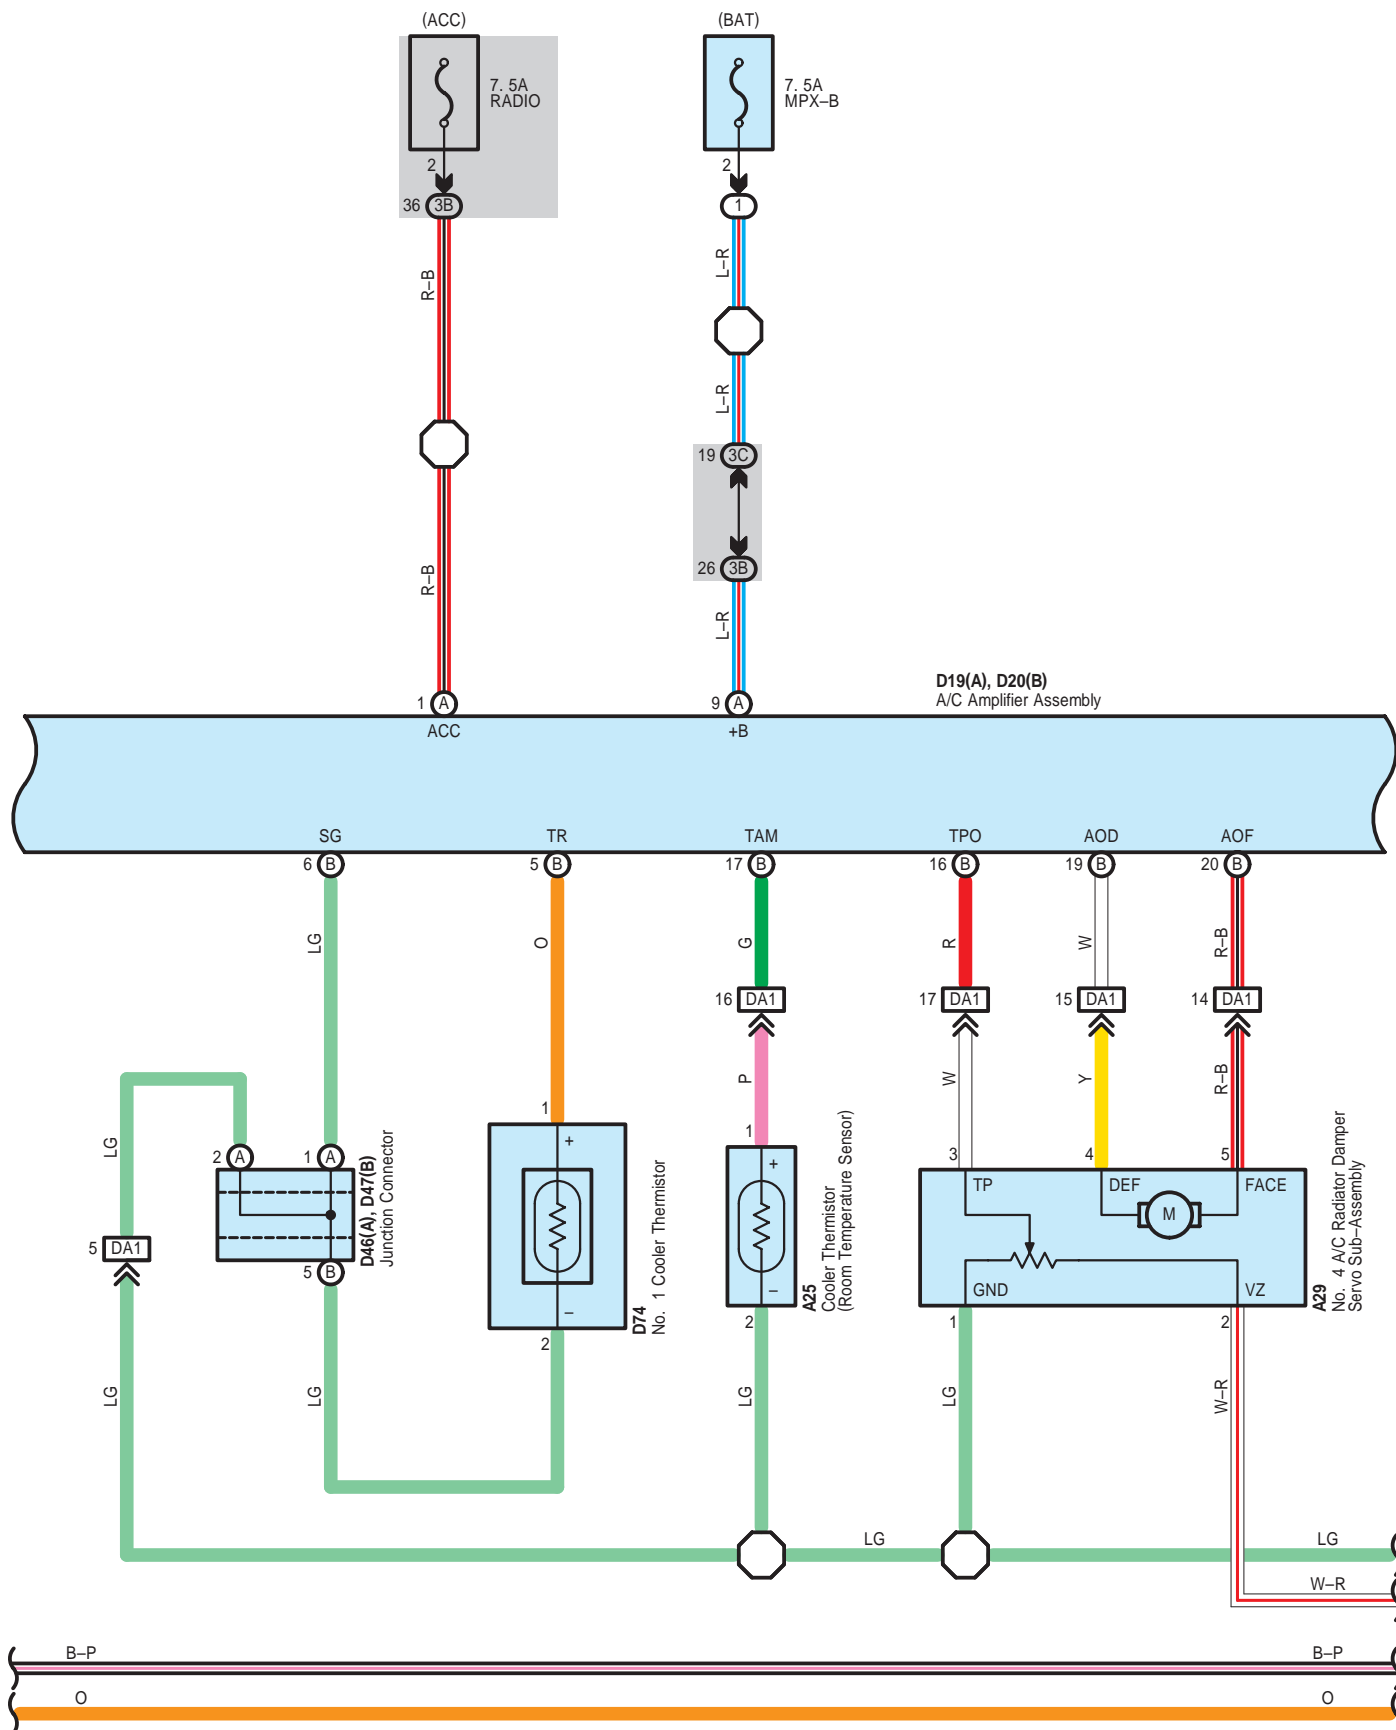 (ACC)
(BAT)
7. 5A
RADIO
7. 5A
MPX–B
2
2
36 3B
1
R–B
L–R
L–R
19 3C
R–B
26 3B
L–R
D19(A), D20(B)
A/C Amplifier Assembly
1 A
9 A
ACC
+B
SG
TR
TAM
TPO
AOD
AOF
6 B
5 B
17 B
16 B
19 B
20 B
LG
O
G
R
W
R–B
16 DA1
17 DA1
15 DA1
14 DA1
P
W
Y
R–B
LG
2 A
1 A
D46(A), D47(B)
Junction Connector
5 DA1
5 B
1
+
–
2
D74
No. 1 Cooler Thermistor
1
+
–
2
A25
Cooler Thermistor
(Room Temperature Sensor)
3
4
5
TP
DEF
FACE
M
GND
VZ
1
2
A29
No. 4 A/C Radiator Damper
Servo Sub–Assembly
LG
LG
LG
LG
W–R
LG
LG
W–R
B–P
B–P
O
O